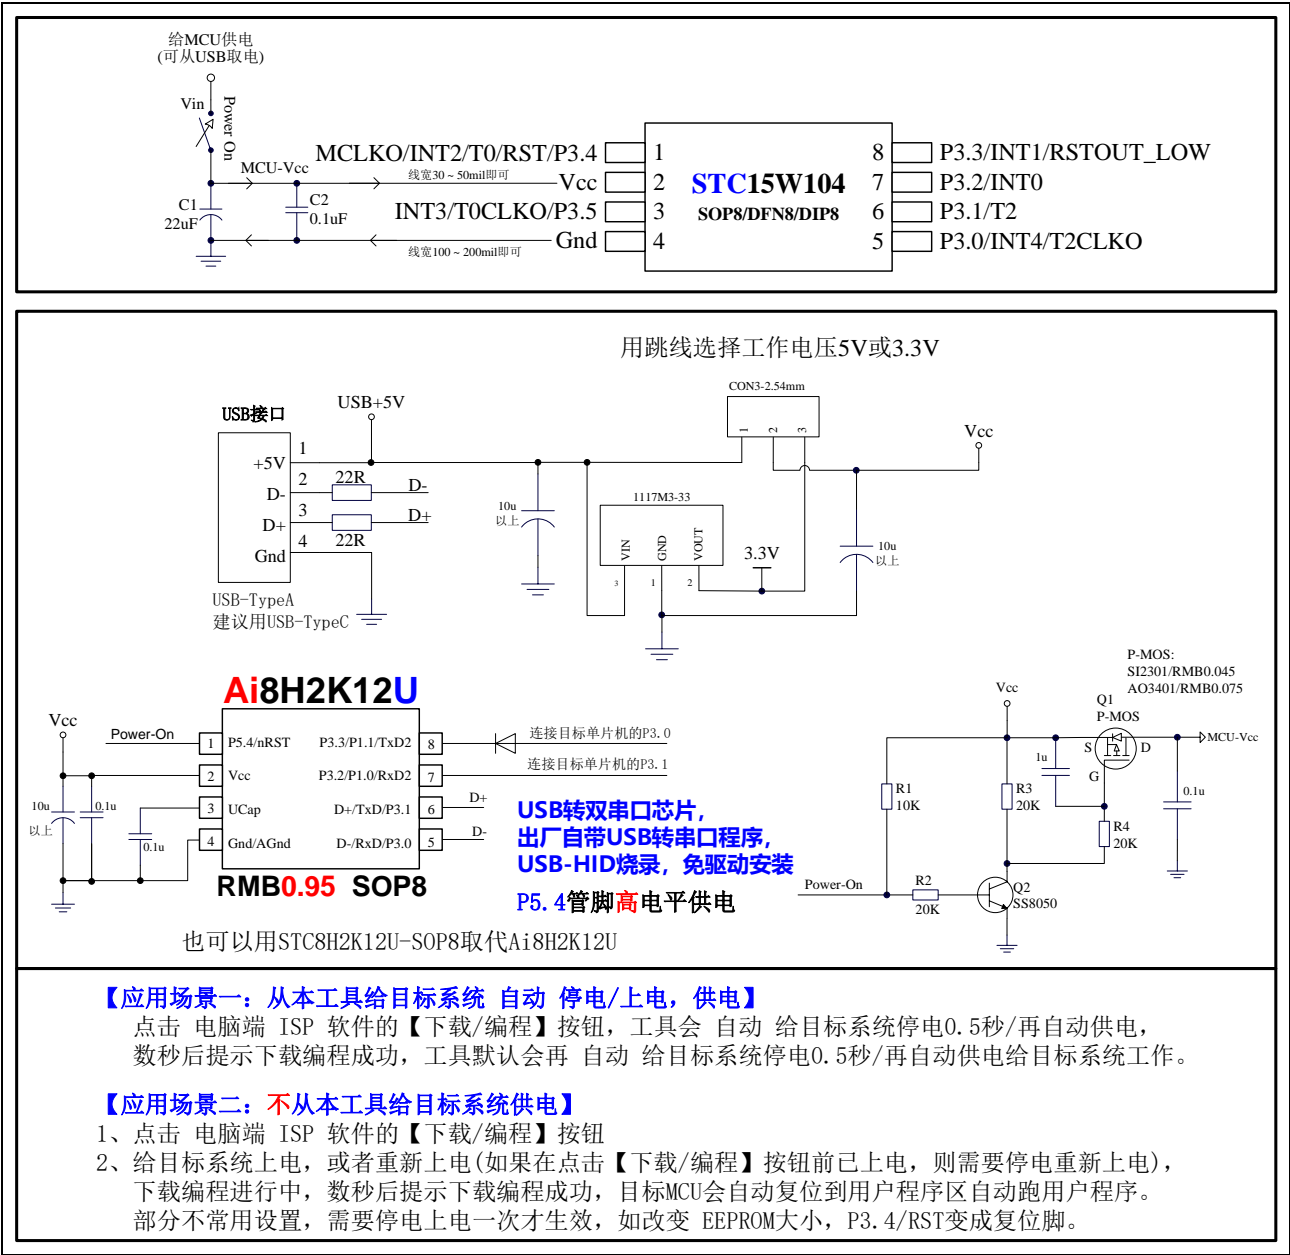 给MCU供电
(可从USB取电)
Vin
Power On
MCU-Vcc
C1
22uF
C2
0.1uF
线宽30～50mil即可
线宽100～200mil即可
MCLKO/INT2/T0/RST/P3.4
Vcc
INT3/T0CLKO/P3.5
Gnd
1
2
3
4
STC15W104
SOP8/DFN8/DIP8
8
7
6
5
P3.3/INT1/RSTOUT_LOW
P3.2/INT0
P3.1/T2
P3.0/INT4/T2CLKO
用跳线选择工作电压5V或3.3V
CON3-2.54mm
1 2 3
USB接口
USB+5V
+5V 1
D- 2 22R D-
D+ 3 22R D+
Gnd 4
USB-TypeA
建议用USB-TypeC
10u
以上
1117M3-33
VIN GND VOUT
3 1 2
3.3V
Vcc
10u
以上
Ai8H2K12U
Vcc
Power-On
1 P5.4/nRST
2 Vcc
3 UCap
4 Gnd/AGnd
P3.3/P1.1/TxD2 8
P3.2/P1.0/RxD2 7
D+/TxD/P3.1 6
D-/RxD/P3.0 5
10u
以上
0.1u
0.1u
连接目标单片机的P3.0
连接目标单片机的P3.1
D+
D-
RMB0.95 SOP8
USB转双串口芯片,
出厂自带USB转串口程序,
USB-HID烧录，免驱动安装
P5.4管脚高电平供电
也可以用STC8H2K12U-SOP8取代Ai8H2K12U
P-MOS:
SI2301/RMB0.045
AO3401/RMB0.075
Vcc
Q1
P-MOS
S
D
G
MCU-Vcc
1u
0.1u
R1
10K
R3
20K
R4
20K
Power-On
R2
20K
Q2
SS8050
【应用场景一：从本工具给目标系统 自动 停电/上电，供电】
点击 电脑端 ISP 软件的【下载/编程】按钮，工具会 自动 给目标系统停电0.5秒/再自动供电，
数秒后提示下载编程成功，工具默认会再 自动 给目标系统停电0.5秒/再自动供电给目标系统工作。
【应用场景二：不从本工具给目标系统供电】
1、点击 电脑端 ISP 软件的【下载/编程】按钮
2、给目标系统上电，或者重新上电(如果在点击【下载/编程】按钮前已上电，则需要停电重新上电)，
下载编程进行中，数秒后提示下载编程成功，目标MCU会自动复位到用户程序区自动跑用户程序。
部分不常用设置，需要停电上电一次才生效，如改变 EEPROM大小，P3.4/RST变成复位脚。